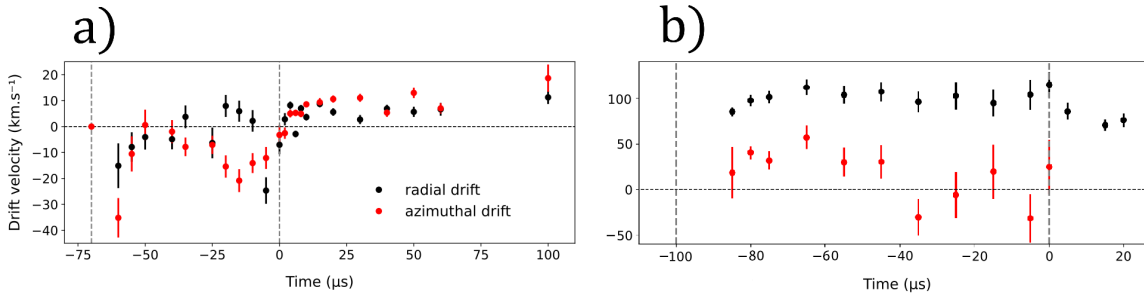 a)
b)
Drift velocity (km.s⁻¹)
20
10
0
−10
−20
−30
−40
radial drift
azimuthal drift
−75 −50 −25 0 25 50 75 100
Time (μs)
100
50
0
−50
−100 −80 −60 −40 −20 0 20
Time (μs)